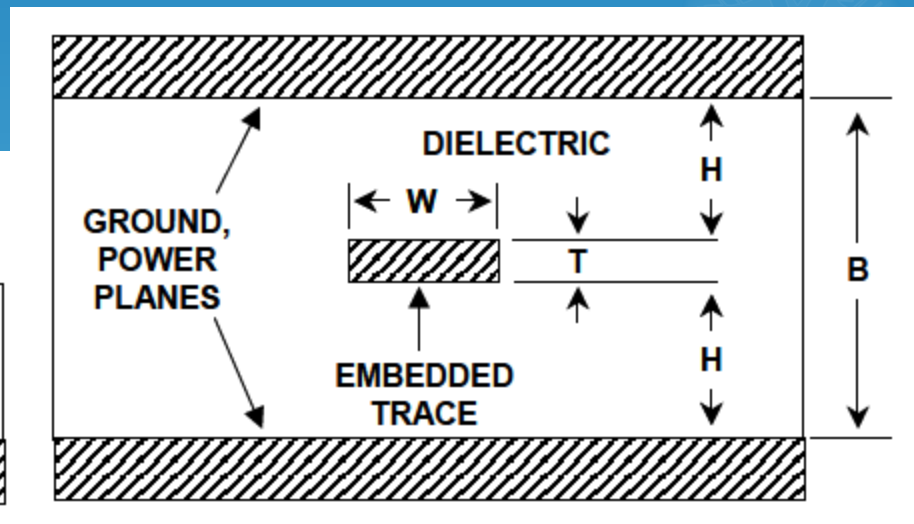 DIELECTRIC
H
W
GROUND,
POWER
PLANES
T
B
H
EMBEDDED
TRACE